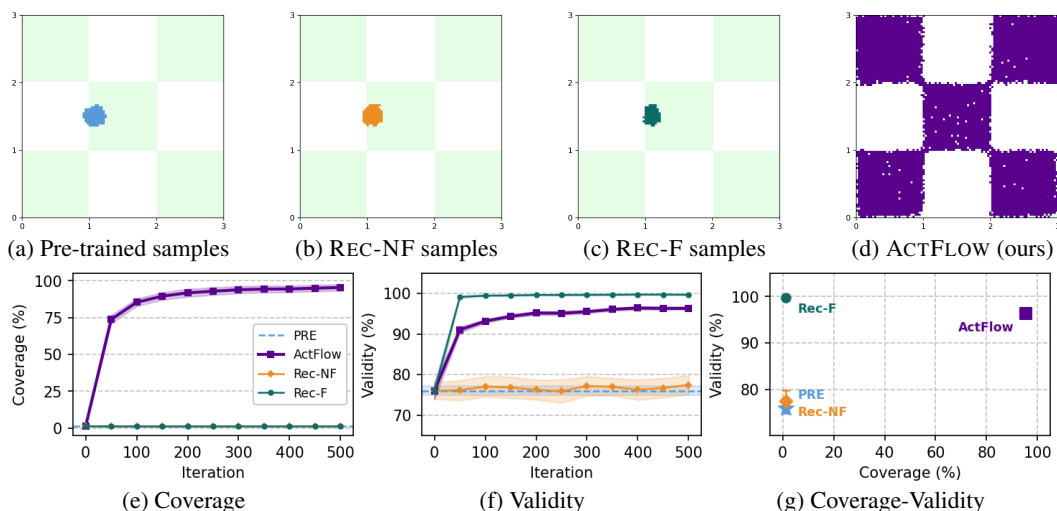 3
2
1
0
0
1
2
3
(a) Pre-trained samples
3
2
1
0
0
1
2
3
(b) REC-NF samples
3
2
1
0
0
1
2
3
(c) REC-F samples
3
2
1
0
0
1
2
3
(d) ACTFLOW (ours)
Coverage (%)
100
75
50
25
0
PRE
ActFlow
Rec-NF
Rec-F
0 100 200 300 400 500
Iteration
(e) Coverage
Validity (%)
100
90
80
70
0 100 200 300 400 500
Iteration
(f) Validity
Validity (%)
100
90
80
Rec-F
ActFlow
PRE
Rec-NF
0 20 40 60 80 100
Coverage (%)
(g) Coverage-Validity